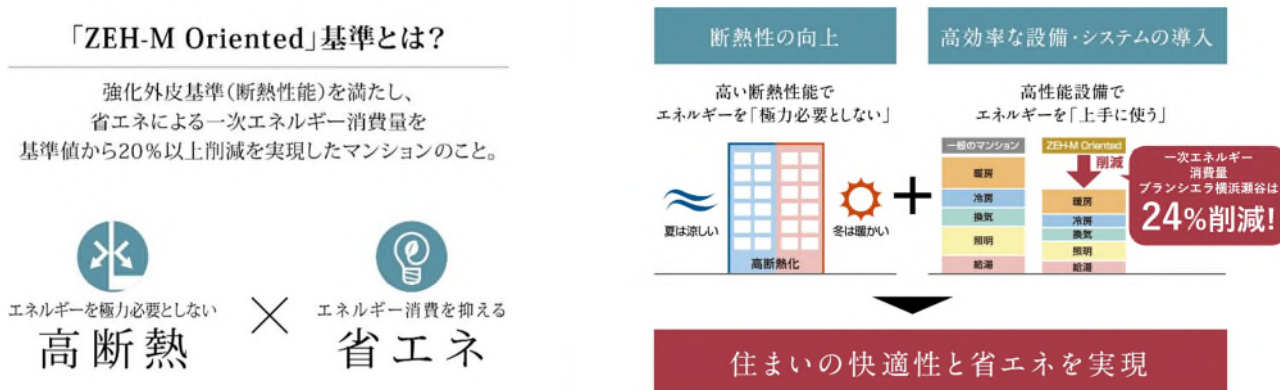 「ZEH-M Oriented」基準とは？
強化外皮基準（断熱性能）を満たし、
省エネによる一次エネルギー消費量を
基準値から20％以上削減を実現したマンションのこと。
エネルギーを極力必要としない
高断熱
×
エネルギー消費を抑える
省エネ
断熱性の向上
高い断熱性能で
エネルギーを「極力必要としない」
夏は涼しい
冬は暖かい
高断熱化
+
高効率な設備・システムの導入
高性能設備で
エネルギーを「上手に使う」
一般のマンション
暖房
冷房
換気
照明
給湯
ZEH-M Oriented
削減
暖房
冷房
換気
照明
給湯
一次エネルギー
消費量
ブランシエラ横浜瀬谷は
24%削減!
住まいの快適性と省エネを実現